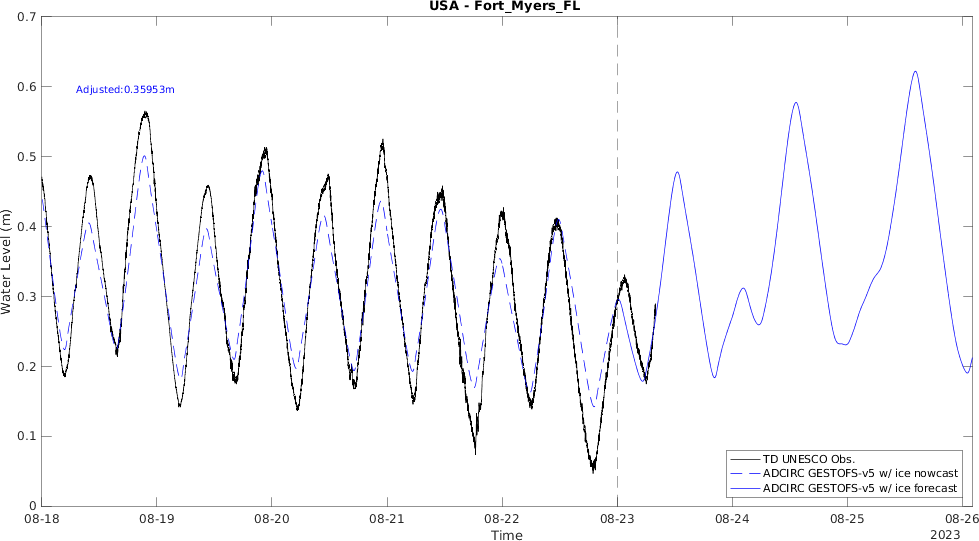 USA - Fort_Myers_FL
0.7
0.6
0.5
0.4
0.3
0.2
0.1
0
Water Level (m)
Adjusted:0.35953m
TD UNESCO Obs.
ADCIRC GESTOFS-v5 w/ ice nowcast
ADCIRC GESTOFS-v5 w/ ice forecast
08-18 08-19 08-20 08-21 08-22 08-23 08-24 08-25 08-26
Time
2023